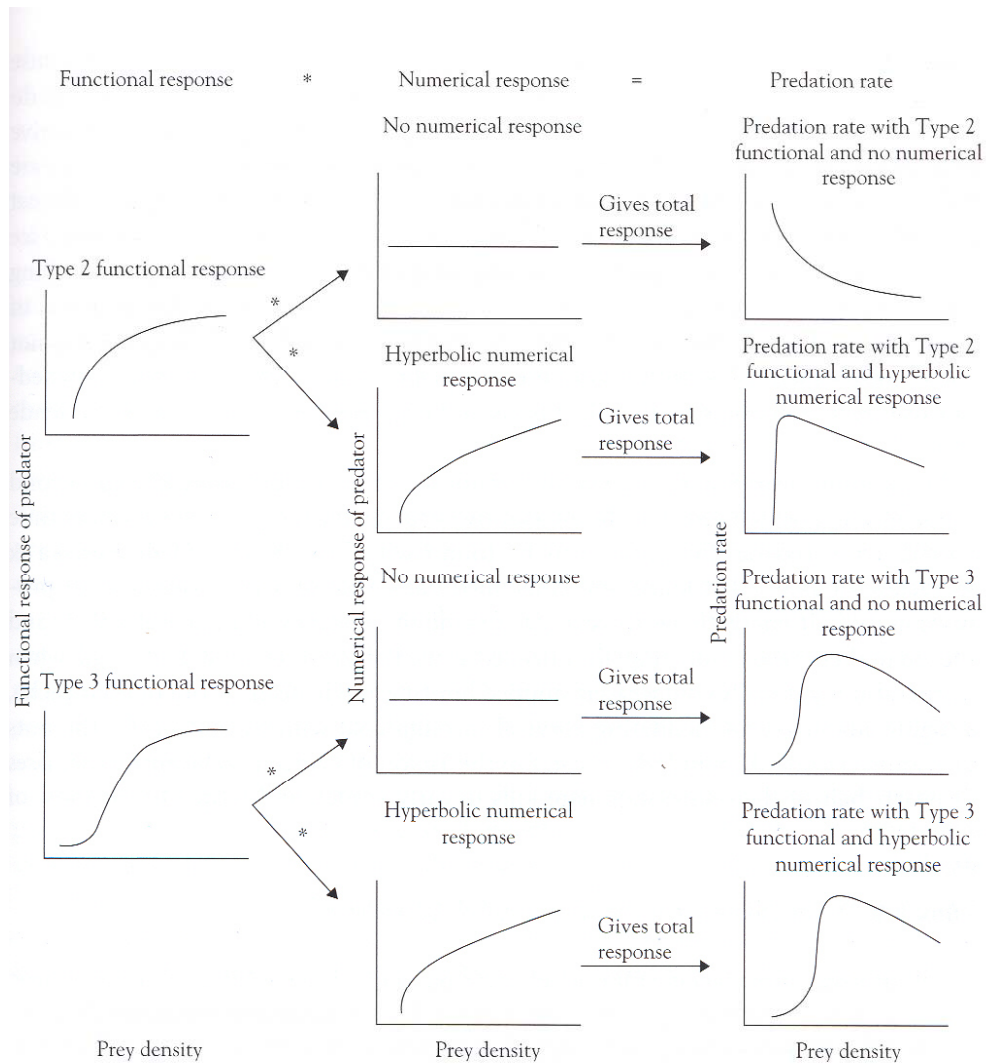 Functional response * Numerical response = Predation rate
No numerical response
Predation rate with Type 2
functional and no numerical
response
Gives total
response
Type 2 functional response
*
*
Hyperbolic numerical
response
Predation rate with Type 2
functional and hyperbolic
numerical response
Gives total
response
Functional response of predator
Numerical response of predator
Predation rate
No numerical response
Predation rate with Type 3
functional and no numerical
response
Gives total
response
Type 3 functional response
*
*
Hyperbolic numerical
response
Predation rate with Type 3
functional and hyperbolic
numerical response
Gives total
response
Prey density
Prey density
Prey density